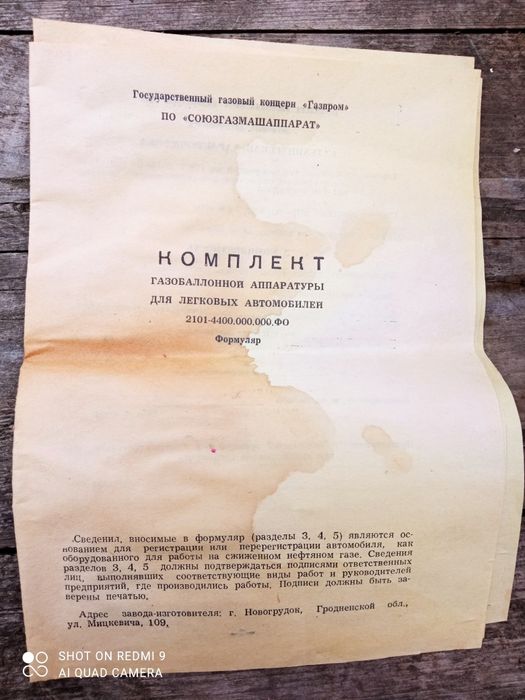 Государственный газовый концерн «Газпром»
ПО «СОЮЗГАЗМАШАППАРАТ»
КОМПЛЕКТ
ГАЗОБАЛЛОННОЙ АППАРАТУРЫ
ДЛЯ ЛЕГКОВЫХ АВТОМОБИЛЕЙ
2101-4400.000.000.ФО
Формуляр
Сведенил, вносимые в формуляр (разделы 3, 4, 5) являются ос-
нованием для регистрации или перерегистрации автомобиля, как
оборудованного для работы на сжиженном нефтяном газе. Сведения
разделов 3, 4, 5 должны подтверждаться подписями ответственных
лиц, выполнявших соответствующие виды работ и руководителей
предприятий, где производились работы. Подписи должны быть за-
верены печатью.
Адрес завода-изготовителя: г. Новогрудок, Гродненской обл.,
ул. Мицкевича, 109.
SHOT ON REDMI 9
AI QUAD CAMERA